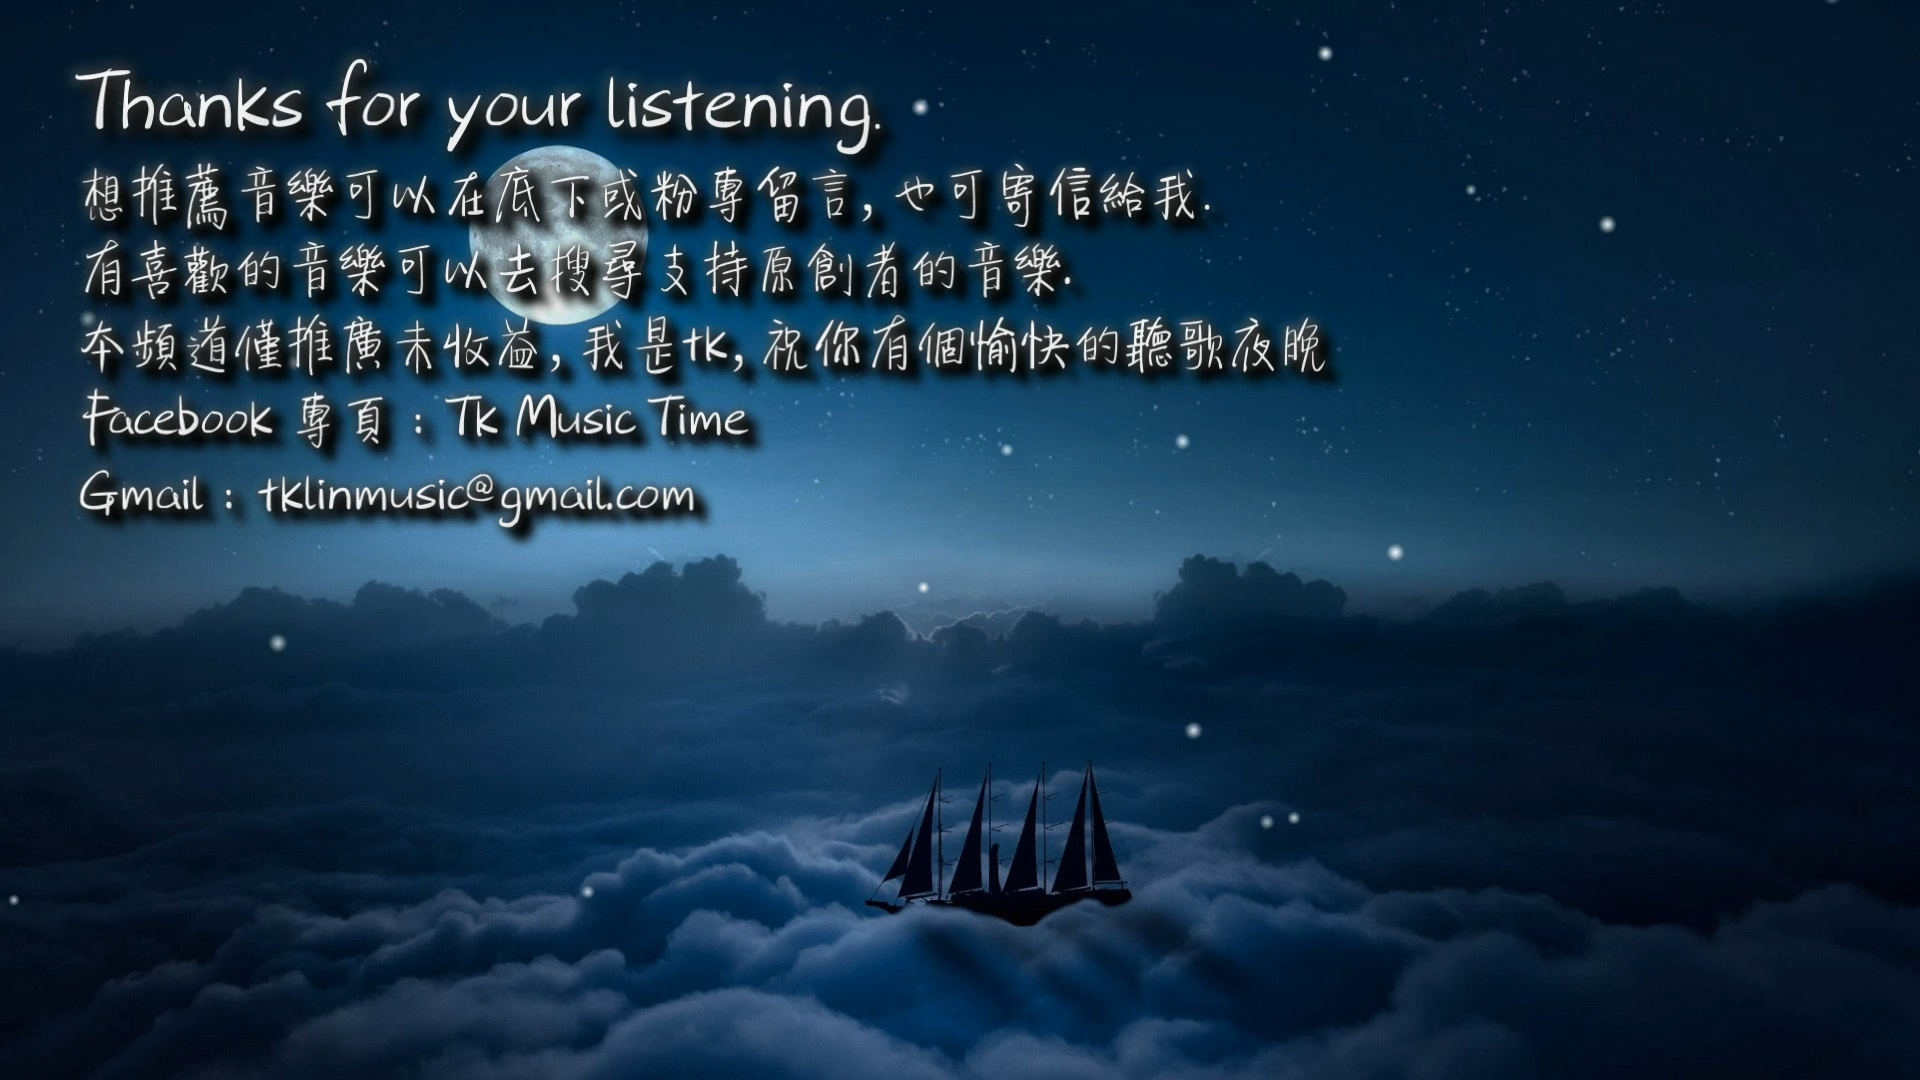 Thanks for your listening.
想推薦音樂可以在底下或粉專留言, 也可寄信給我.
有喜歡的音樂可以去搜尋支持原創者的音樂.
本頻道僅推廣未收益, 我是tk, 祝你有個愉快的聽歌夜晚
Facebook 專頁 : Tk Music Time
Gmail : tklinmusic@gmail.com